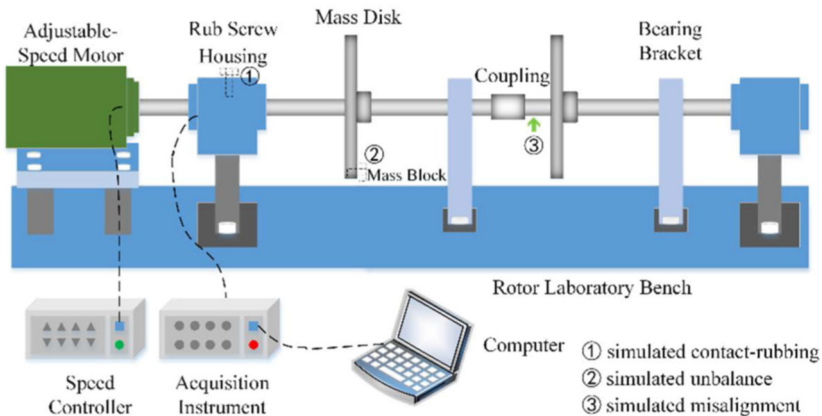 Adjustable-
Speed Motor
Rub Screw
Housing
①
Mass Disk
②
Mass Block
Coupling
③
Bearing
Bracket
Rotor Laboratory Bench
Speed
Controller
Acquisition
Instrument
Computer
① simulated contact-rubbing
② simulated unbalance
③ simulated misalignment